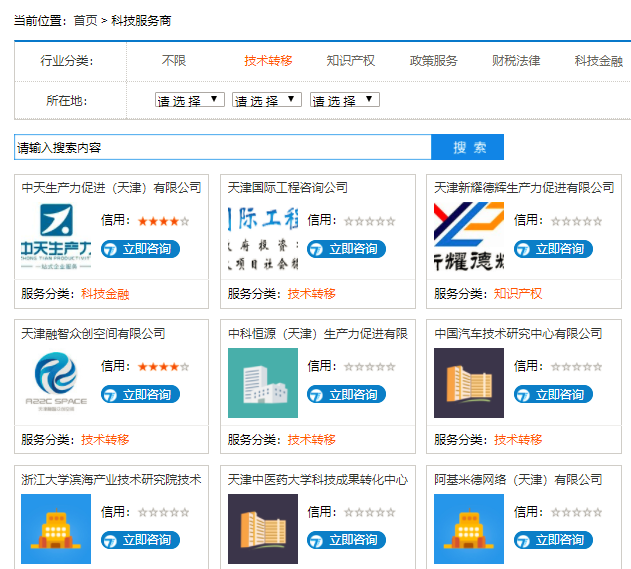 当前位置：首页 > 科技服务商
行业分类： 不限 技术转移 知识产权 政策服务 财税法律 科技金融
所在地： 请选择 请选择 请选择
请输入搜索内容 搜 索
中天生产力促进（天津）有限公司 天津国际工程咨询公司 天津新耀德辉生产力促进有限公司
信用：★★★★☆ 信用：☆☆☆☆☆ 信用：☆☆☆☆☆
立即咨询 立即咨询 立即咨询
中天生产力
一站式企业服务
国际工程
政府投资
项目社会稳
新耀德辉
服务分类：科技金融 服务分类：技术转移 服务分类：知识产权
天津融智众创空间有限公司 中科恒源（天津）生产力促进有限 中国汽车技术研究中心有限公司
信用：★★★★☆ 信用：☆☆☆☆☆ 信用：☆☆☆☆☆
立即咨询 立即咨询 立即咨询
服务分类：技术转移 服务分类：技术转移 服务分类：技术转移
浙江大学滨海产业技术研究院技术 天津中医药大学科技成果转化中心 阿基米德网络（天津）有限公司
信用：☆☆☆☆☆ 信用：☆☆☆☆☆ 信用：☆☆☆☆☆
立即咨询 立即咨询 立即咨询